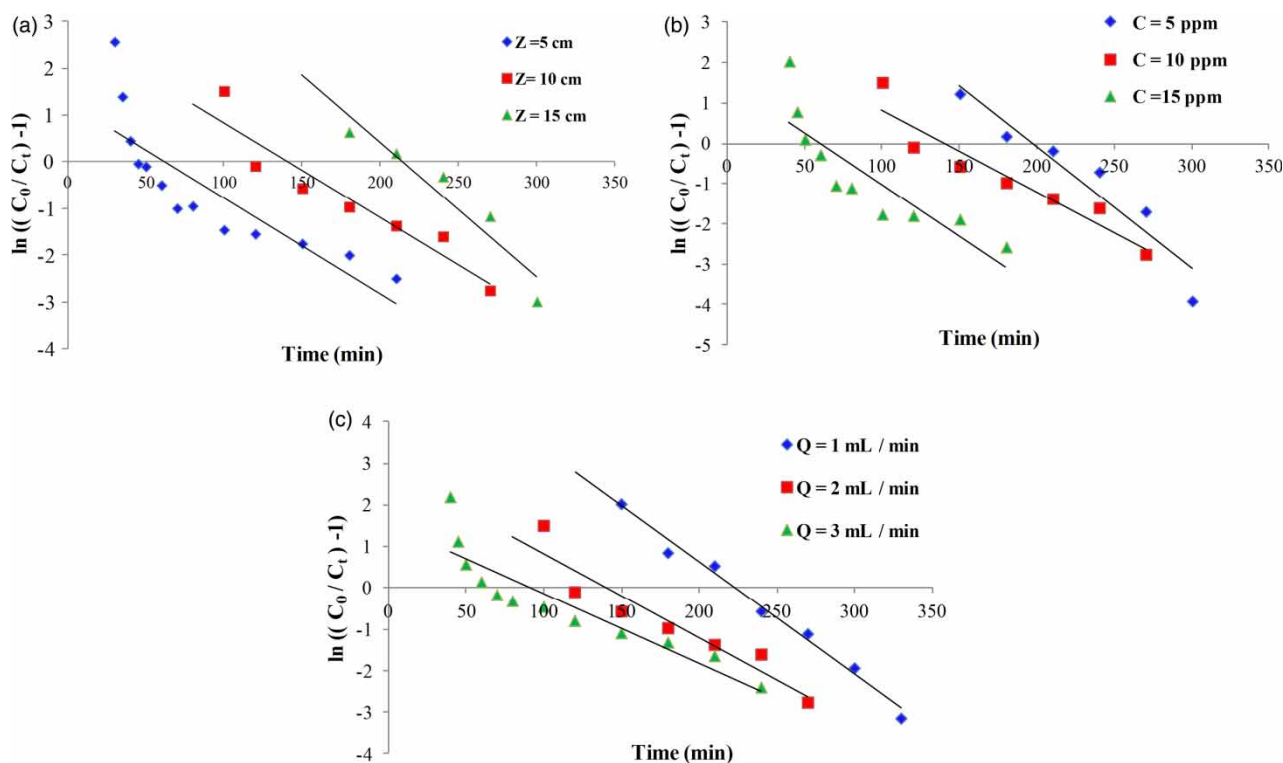 (a)
ln (( C0 / Ct ) -1)
3
2
1
0
-1
-2
-3
-4
0
50
100
150
200
250
300
350
Z =5 cm
Z= 10 cm
Z = 15 cm
Time (min)
(b)
ln (( C0 / Ct ) -1)
3
2
1
0
-1
-2
-3
-4
-5
0
50
100
150
200
250
300
350
C = 5 ppm
C = 10 ppm
C =15 ppm
Time (min)
(c)
ln (( C0 / Ct ) -1)
4
3
2
1
0
-1
-2
-3
-4
0
50
100
150
200
250
300
350
Q = 1 mL / min
Q = 2 mL / min
Q = 3 mL / min
Time (min)